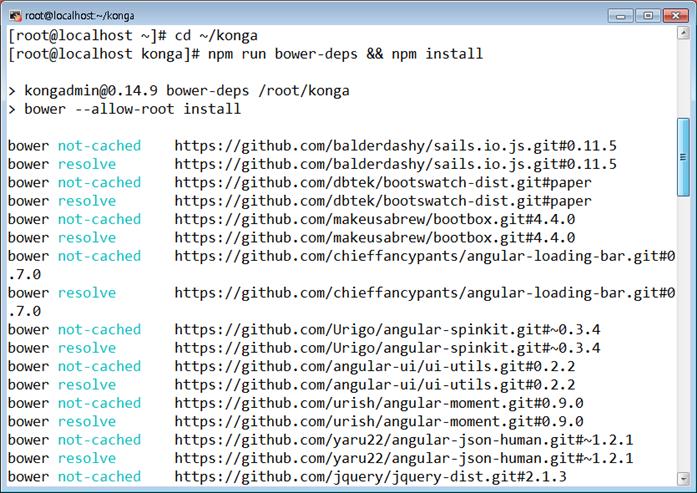 root@localhost:~/konga
[root@localhost ~]# cd ~/konga
[root@localhost konga]# npm run bower-deps && npm install
> kongadmin@0.14.9 bower-deps /root/konga
> bower --allow-root install
bower not-cached    https://github.com/balderdashy/sails.io.js.git#0.11.5
bower resolve       https://github.com/balderdashy/sails.io.js.git#0.11.5
bower not-cached    https://github.com/dbtek/bootswatch-dist.git#paper
bower resolve       https://github.com/dbtek/bootswatch-dist.git#paper
bower not-cached    https://github.com/makeusabrew/bootbox.git#4.4.0
bower resolve       https://github.com/makeusabrew/bootbox.git#4.4.0
bower not-cached    https://github.com/chieffancypants/angular-loading-bar.git#0
.7.0
bower resolve       https://github.com/chieffancypants/angular-loading-bar.git#0
.7.0
bower not-cached    https://github.com/Urigo/angular-spinkit.git#~0.3.4
bower resolve       https://github.com/Urigo/angular-spinkit.git#~0.3.4
bower not-cached    https://github.com/angular-ui/ui-utils.git#0.2.2
bower resolve       https://github.com/angular-ui/ui-utils.git#0.2.2
bower not-cached    https://github.com/urish/angular-moment.git#0.9.0
bower resolve       https://github.com/urish/angular-moment.git#0.9.0
bower not-cached    https://github.com/yaru22/angular-json-human.git#~1.2.1
bower resolve       https://github.com/yaru22/angular-json-human.git#~1.2.1
bower not-cached    https://github.com/jquery/jquery-dist.git#2.1.3